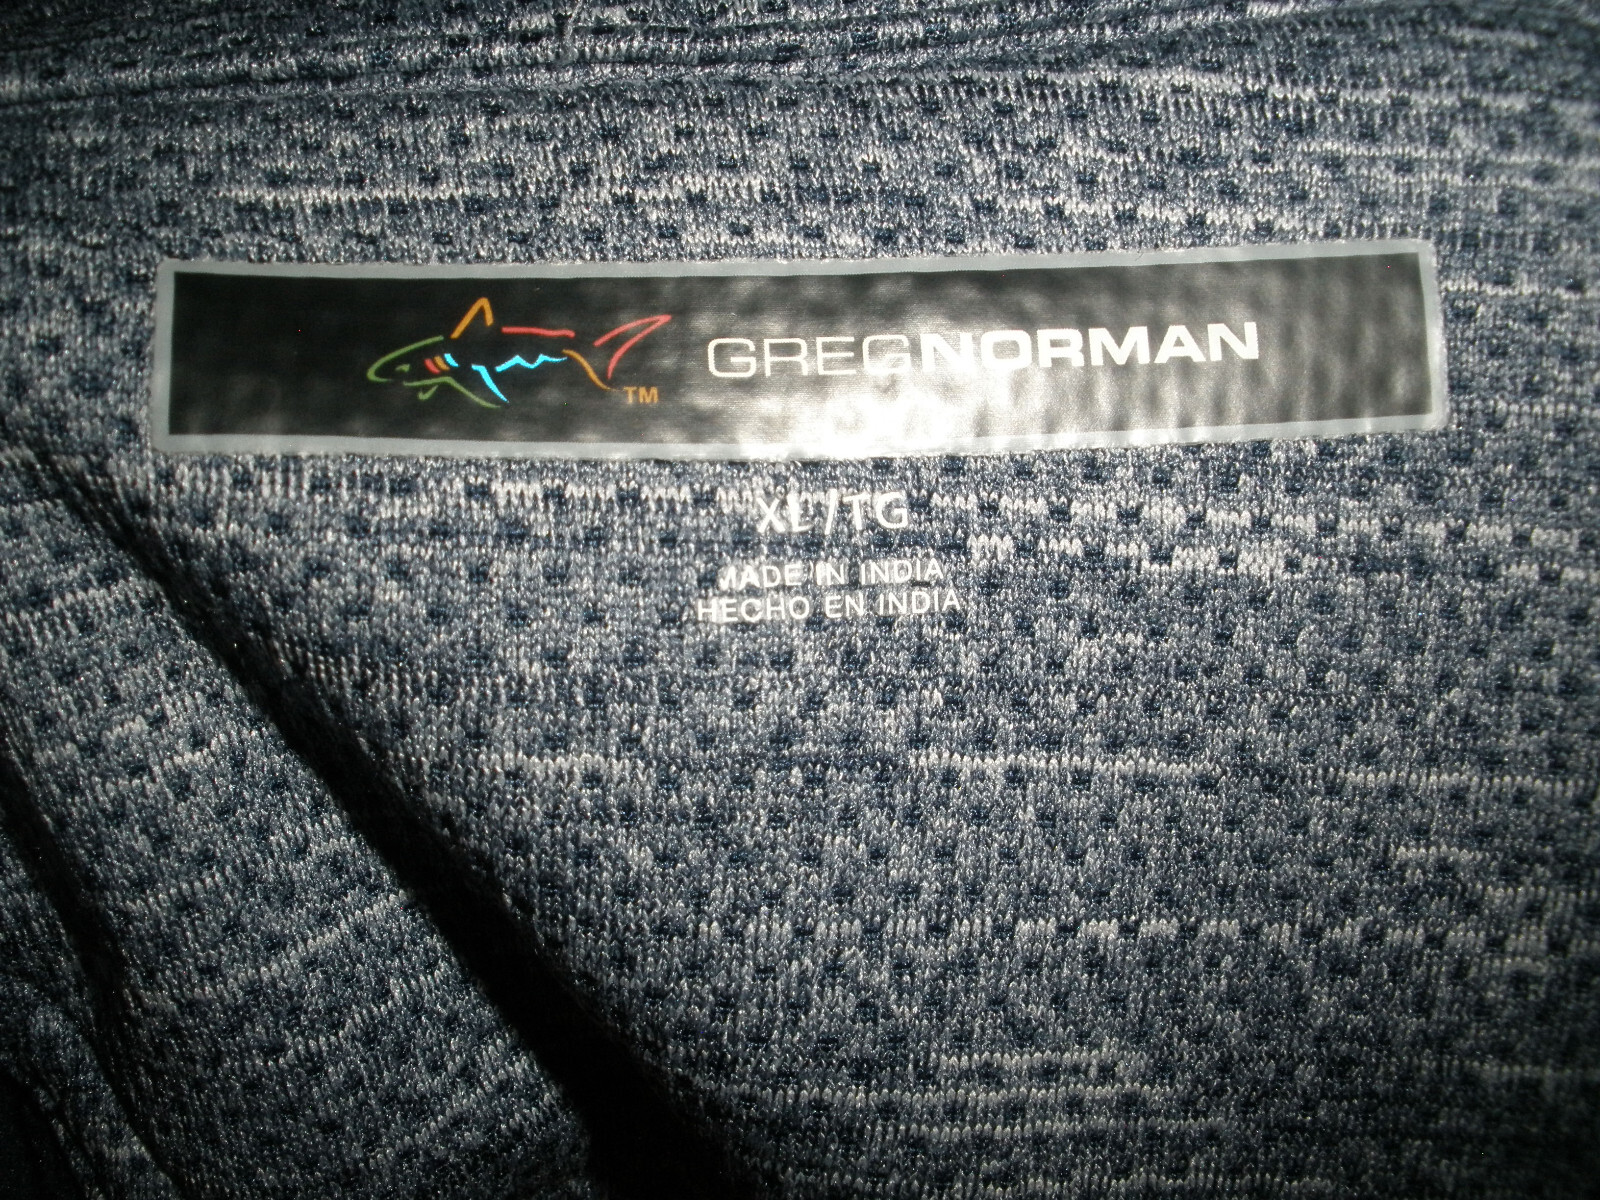 TM GREGNORMAN
XL/TG
MADE IN INDIA
HECHO EN INDIA